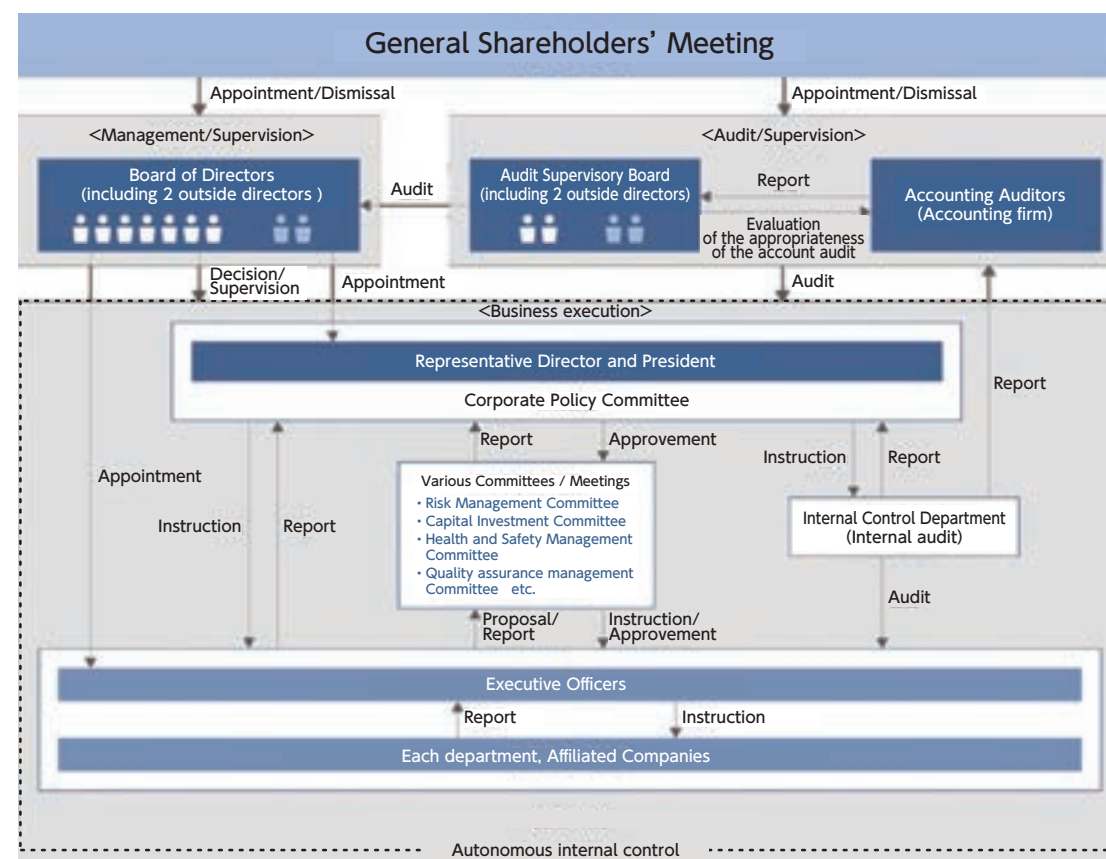 General Shareholders' Meeting
Appointment/Dismissal
Appointment/Dismissal
<Management/Supervision>
<Audit/Supervision>
Board of Directors
(including 2 outside directors )
Audit
Audit Supervisory Board
(including 2 outside directors)
Report
Accounting Auditors
(Accounting firm)
Evaluation
of the appropriateness
of the account audit
Decision/
Supervision
Appointment
Audit
<Business execution>
Representative Director and President
Corporate Policy Committee
Report
Report
Approvement
Instruction
Report
Appointment
Instruction
Report
Various Committees / Meetings
・Risk Management Committee
・Capital Investment Committee
・Health and Safety Management
Committee
・Quality assurance management
Committee etc.
Internal Control Department
(Internal audit)
Audit
Proposal/
Report
Instruction/
Approvement
Executive Officers
Report
Instruction
Each department, Affiliated Companies
Autonomous internal control